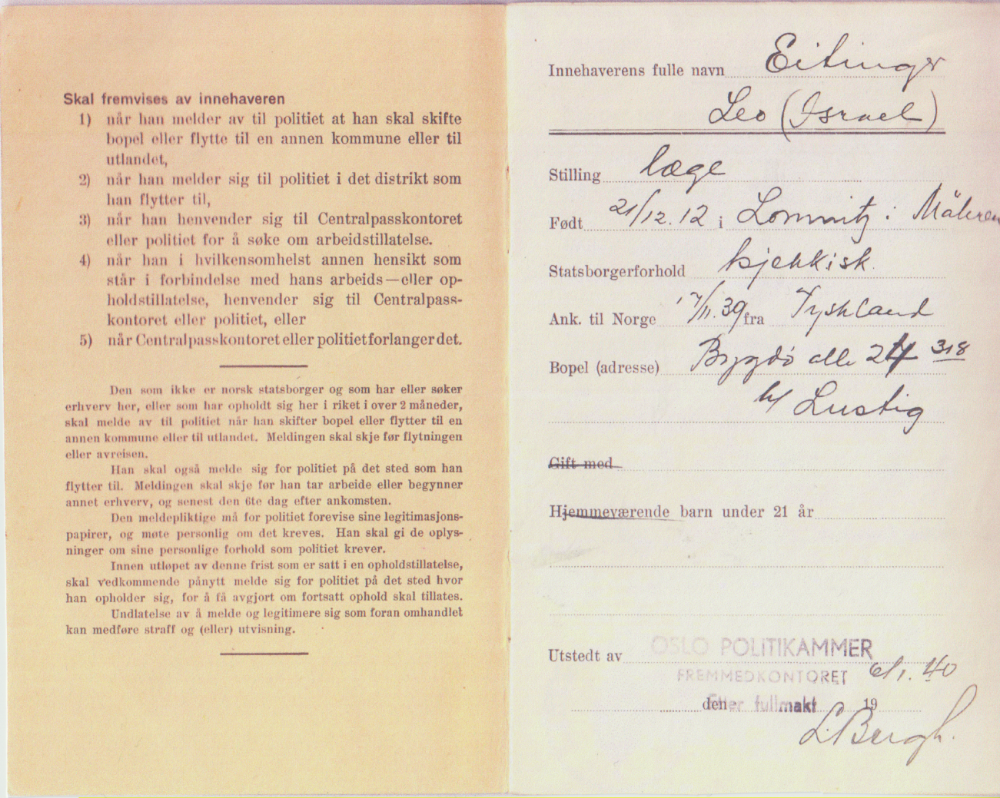 Skal fremvises av innehaveren
1) når han melder av til politiet at han skal skifte
bopel eller flytte til en annen kommune eller til
utlandet,
2) når han melder sig til politiet i det distrikt som
han flytter til,
3) når han henvender sig til Centralpasskontoret
eller politiet for å søke om arbeidstillatelse.
4) når han i hvilkensomhelst annen hensikt som
står i forbindelse med hans arbeids—eller op-
holdstillatelse, henvender sig til Centralpass-
kontoret eller politiet, eller
5) når Centralpasskontoret eller politiet forlanger det.
Den som ikke er norsk statsborger og som har eller søker
erhverv her, eller som har opholdt sig her i riket i over 2 måneder,
skal melde av til politiet når han skifter bopel eller flytter til en
annen kommune eller til utlandet. Meldingen skal skje før flytningen
eller avreisen.
Han skal også melde sig for politiet på det sted som han
flytter til. Meldingen skal skje før han tar arbeide eller begynner
annet erhverv, og senest den 6te dag efter ankomsten.
Den meldepliktige må for politiet forevise sine legitimasjons-
papirer, og møte personlig om det kreves. Han skal gi de oplys-
ninger om sine personlige forhold som politiet krever.
Innen utløpet av denne frist som er satt i en opholdstillatelse,
skal vedkommende pånytt melde sig for politiet på det sted hvor
han opholder sig, for å få avgjort om fortsatt ophold skal tillates.
Undlatelse av å melde og legitimere sig som foran omhandlet
kan medføre straff og (eller) utvisning.
Innehaverens fulle navn Eitinger
Leo (Israel)
Stilling læge
Født 21/12.12 i Lomnitz i Mähren
Statsborgerforhold tsjekkisk
Ank. til Norge 17/11.39 fra Tyskland
Bopel (adresse) Bygdø alle 24 318
h/ Lustig
Gift med
Hjemmeværende barn under 21 år
Utstedt av OSLO POLITIKAMMER
FREMMEDKONTORET 6/1.40
den Etter fullmakt 19
L. Bergh.